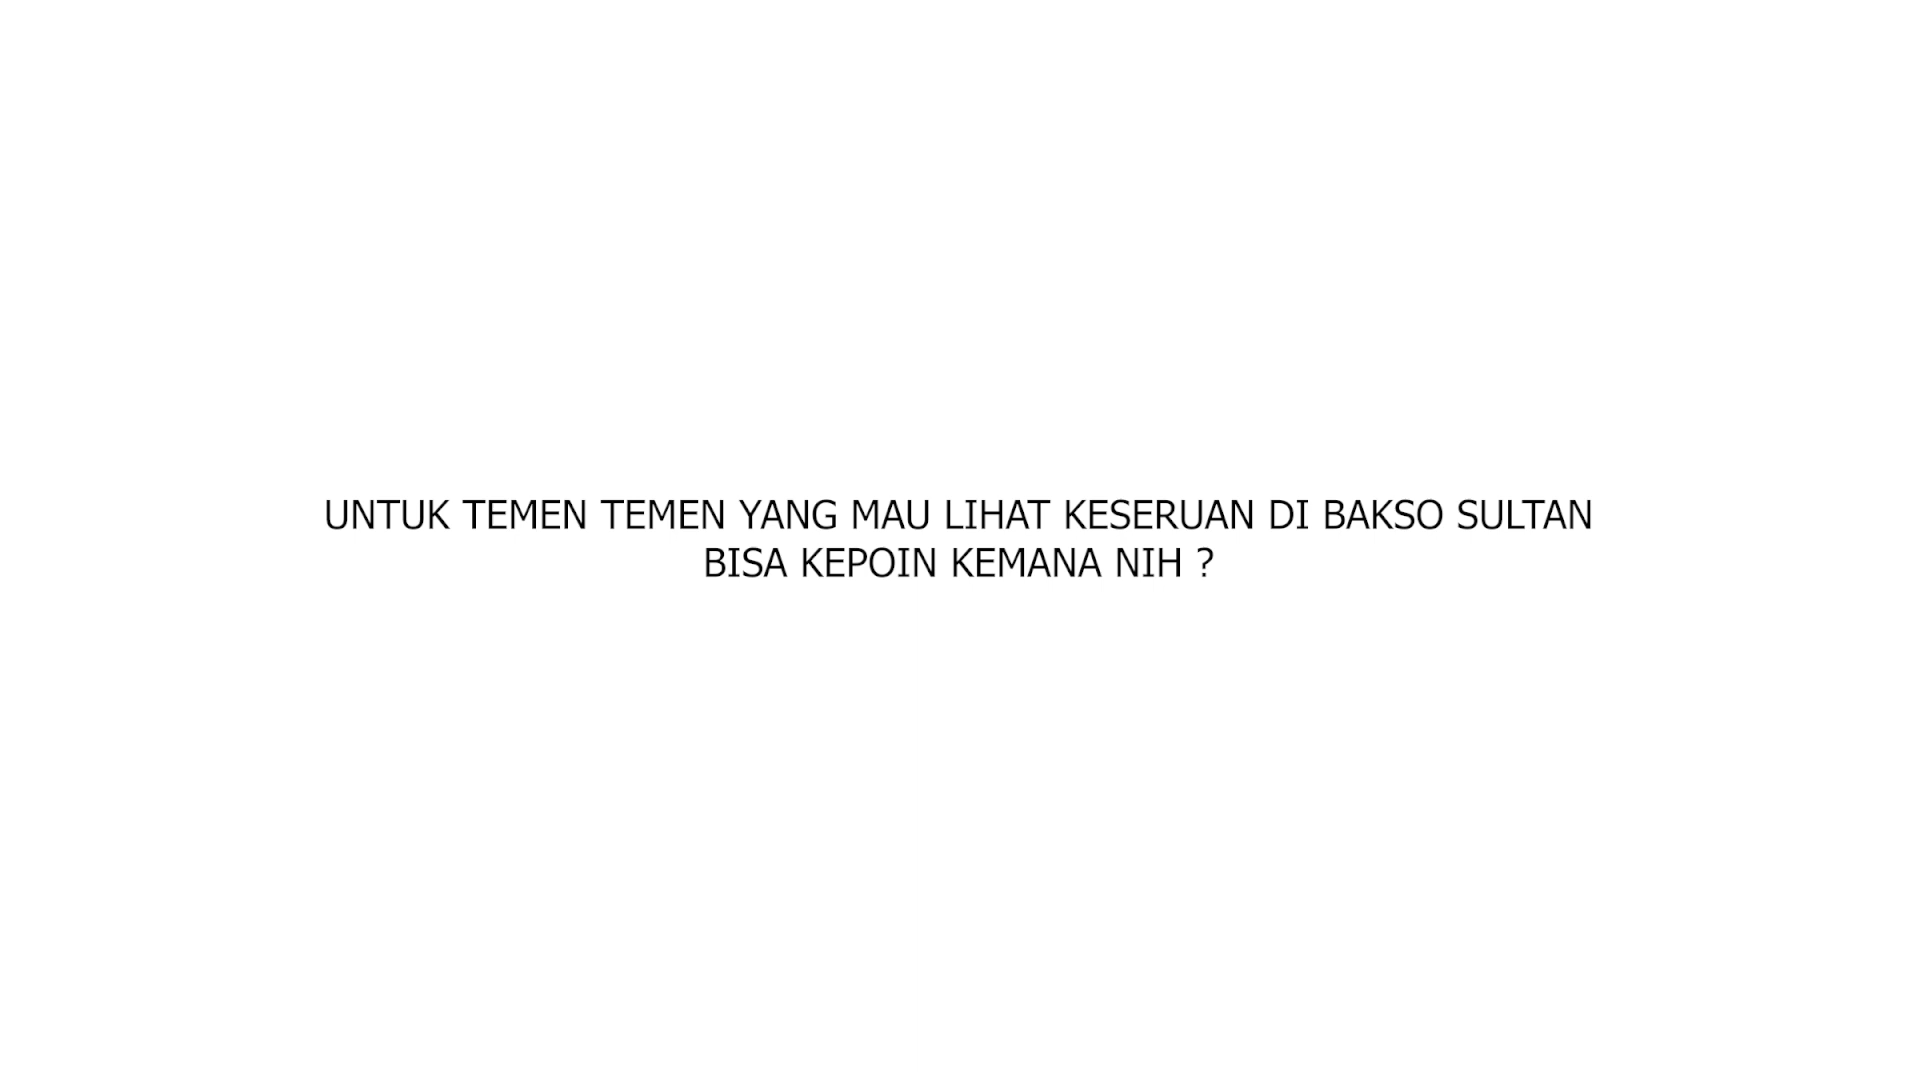 UNTUK TEMEN TEMEN YANG MAU LIHAT KESERUAN DI BAKSO SULTAN
BISA KEPOIN KEMANA NIH ?